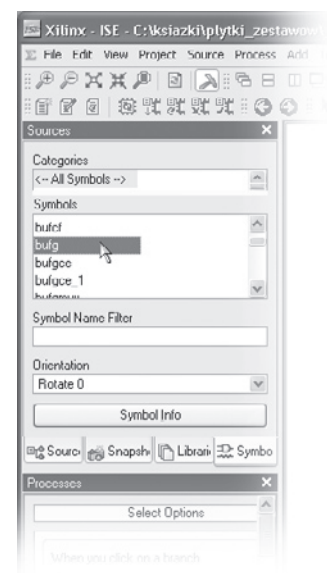 Xilinx - ISE - C:\ksiazki\plytki_zestawow
File Edit View Project Source Process Add
Sources
Categories
<-- All Symbols -->
Symbols
bufcf
bufg
bufgce
bufgce_1
bufgmux
Symbol Name Filter
Orientation
Rotate 0
Symbol Info
Sourc Snapsh Librari Symbo
Processes
Select Options
When you click on a branch